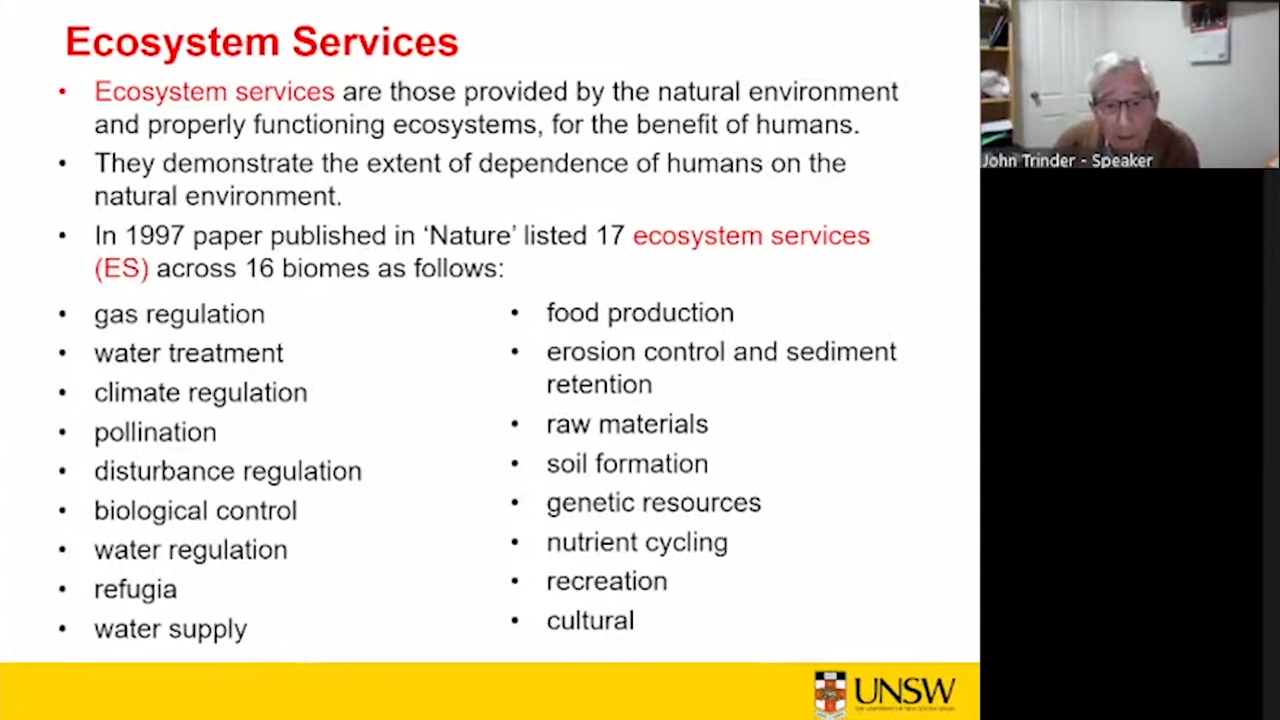 Ecosystem Services
• Ecosystem services are those provided by the natural environment
and properly functioning ecosystems, for the benefit of humans.
• They demonstrate the extent of dependence of humans on the
natural environment.
• In 1997 paper published in ‘Nature’ listed 17 ecosystem services
(ES) across 16 biomes as follows:
• gas regulation
• water treatment
• climate regulation
• pollination
• disturbance regulation
• biological control
• water regulation
• refugia
• water supply
• food production
• erosion control and sediment
retention
• raw materials
• soil formation
• genetic resources
• nutrient cycling
• recreation
• cultural
John Trinder - Speaker
UNSW